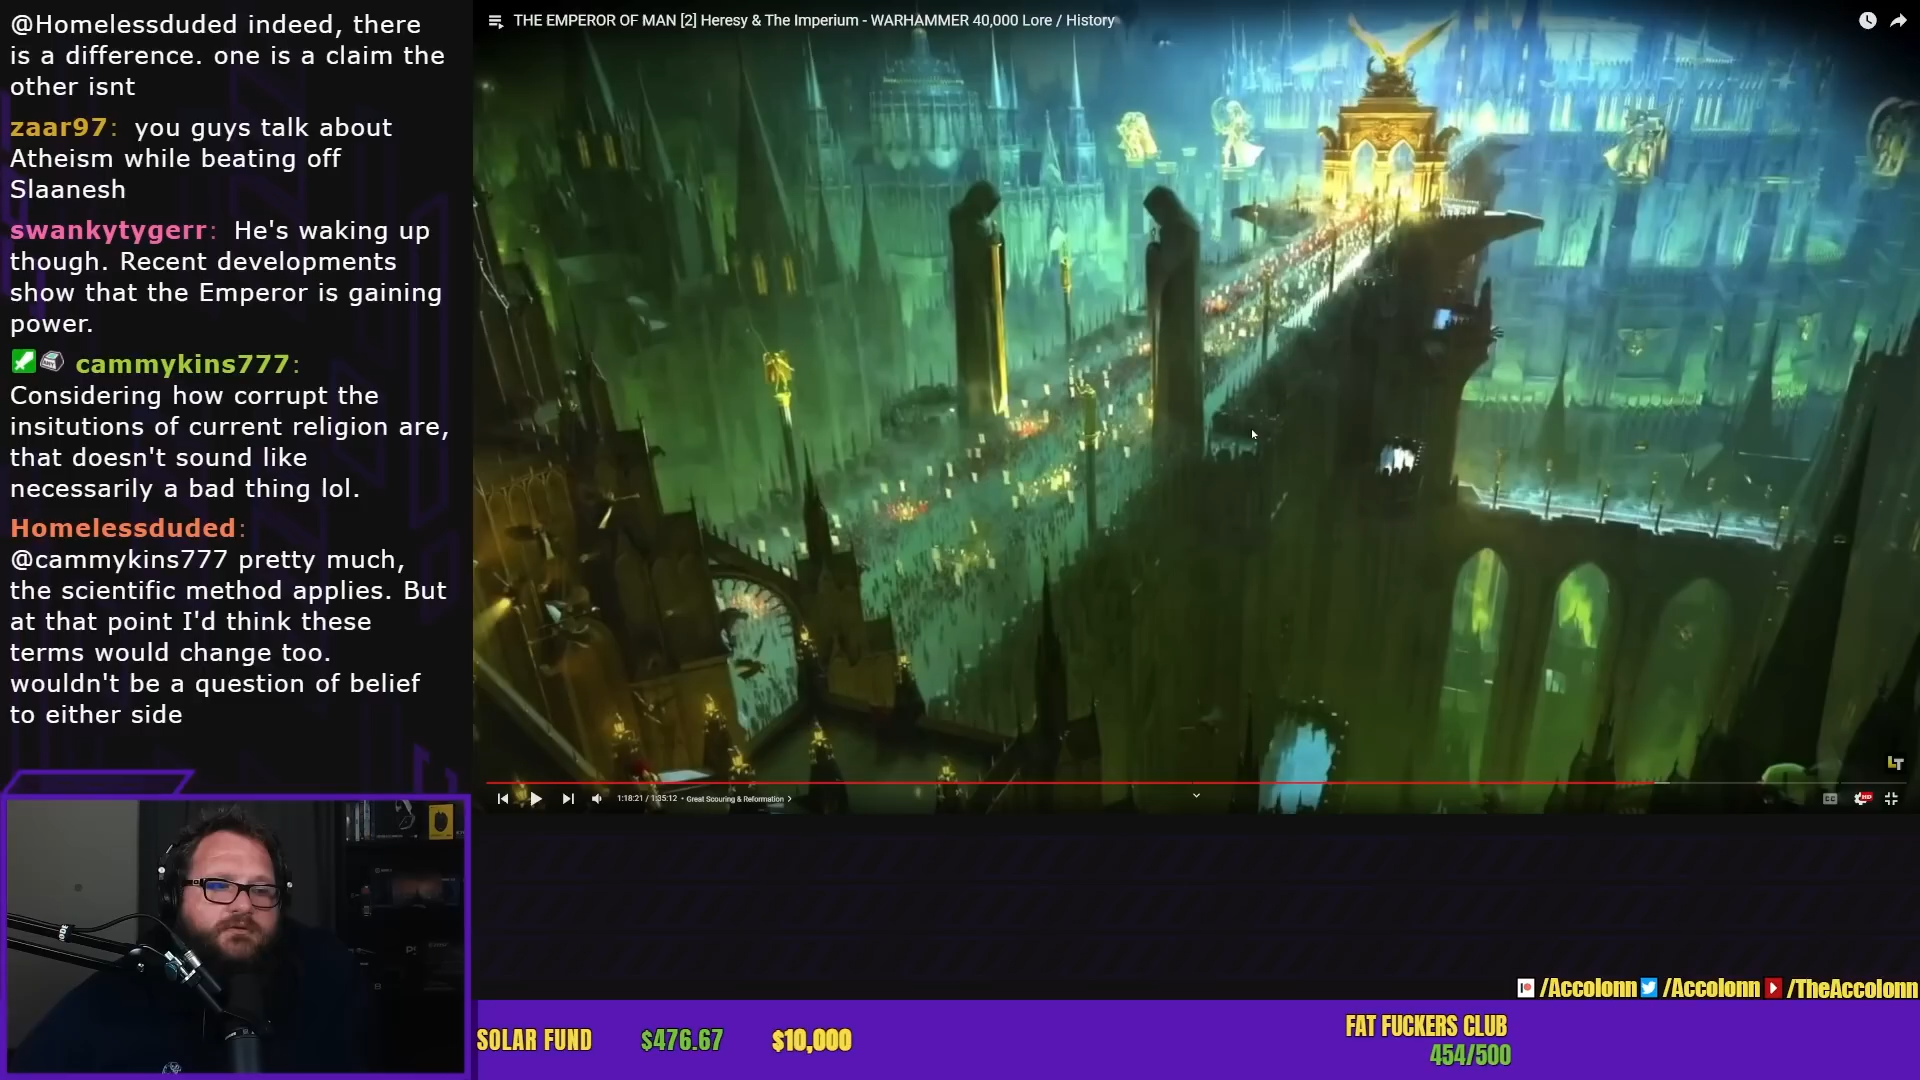 @Homelessduded indeed, there
is a difference. one is a claim the
other isnt
zaar97: you guys talk about
Atheism while beating off
Slaanesh
swankytygerr: He's waking up
though. Recent developments
show that the Emperor is gaining
power.
cammykins777:
Considering how corrupt the
insitutions of current religion are,
that doesn't sound like
necessarily a bad thing lol.
Homelessduded:
@cammykins777 pretty much,
the scientific method applies. But
at that point I'd think these
terms would change too.
wouldn't be a question of belief
to either side
THE EMPEROR OF MAN [2] Heresy & The Imperium - WARHAMMER 40,000 Lore / History
LT
1:18:21 / 1:35:12 • Great Scouring & Reformation >
CC
HD
/Accolonn /Accolonn /TheAccolonn
SOLAR FUND $476.67 $10,000
FAT FUCKERS CLUB
454/500